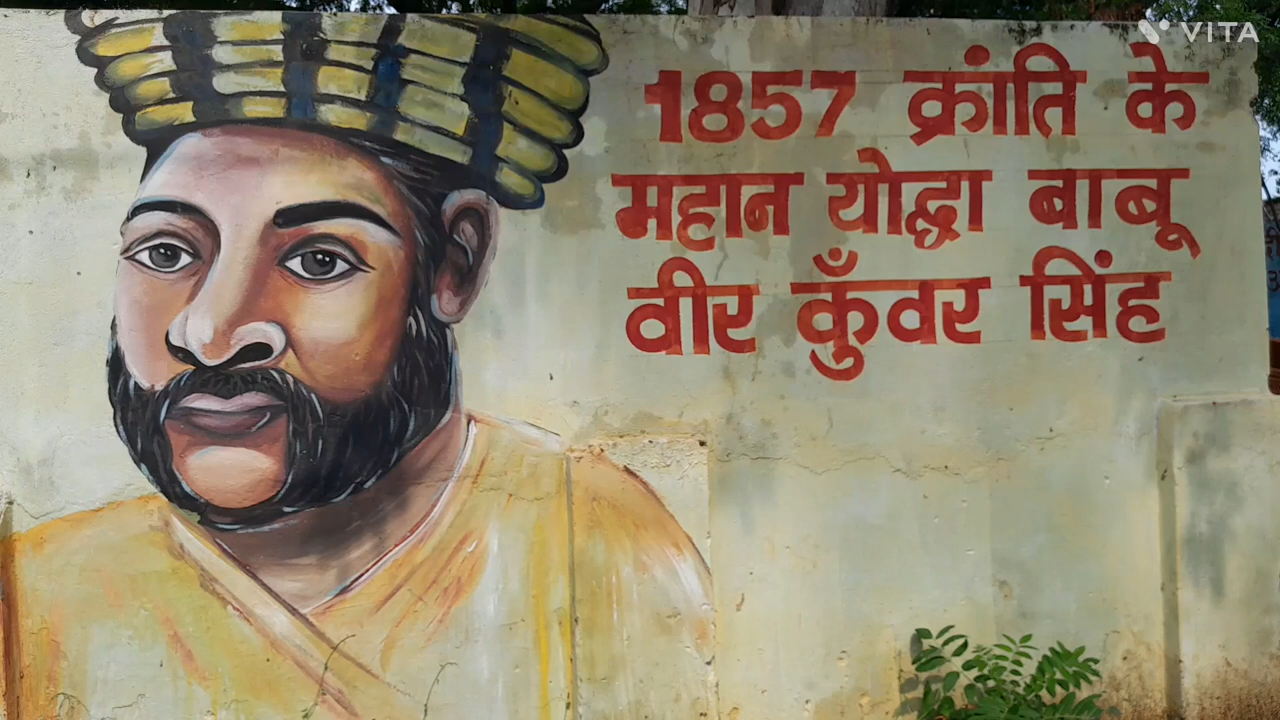 VITA
1857 क्रांति के
महान योद्धा बाबू
वीर कुँवर सिंह